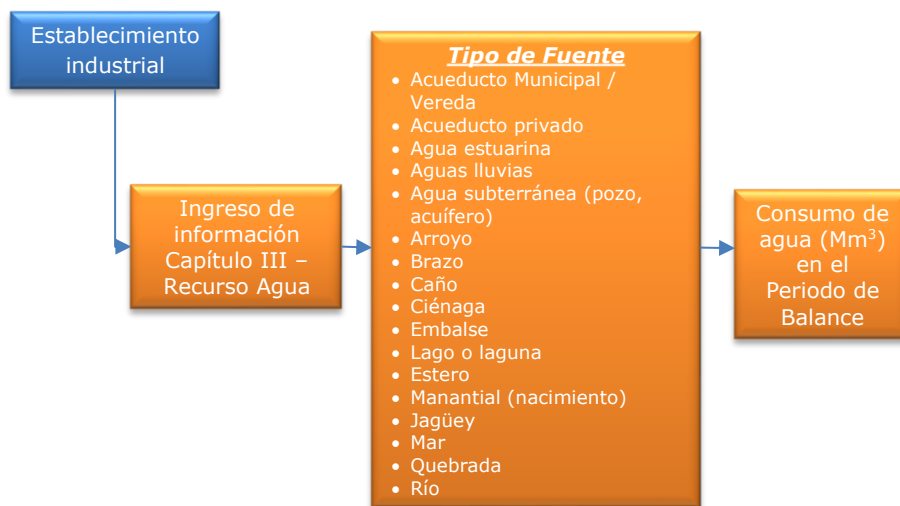 Establecimiento
industrial
Ingreso de
información
Capítulo III –
Recurso Agua
Tipo de Fuente
• Acueducto Municipal /
Vereda
• Acueducto privado
• Agua estuarina
• Aguas lluvias
• Agua subterránea (pozo,
acuífero)
• Arroyo
• Brazo
• Caño
• Ciénaga
• Embalse
• Lago o laguna
• Estero
• Manantial (nacimiento)
• Jagüey
• Mar
• Quebrada
• Río
Consumo de
agua (Mm³)
en el
Periodo de
Balance